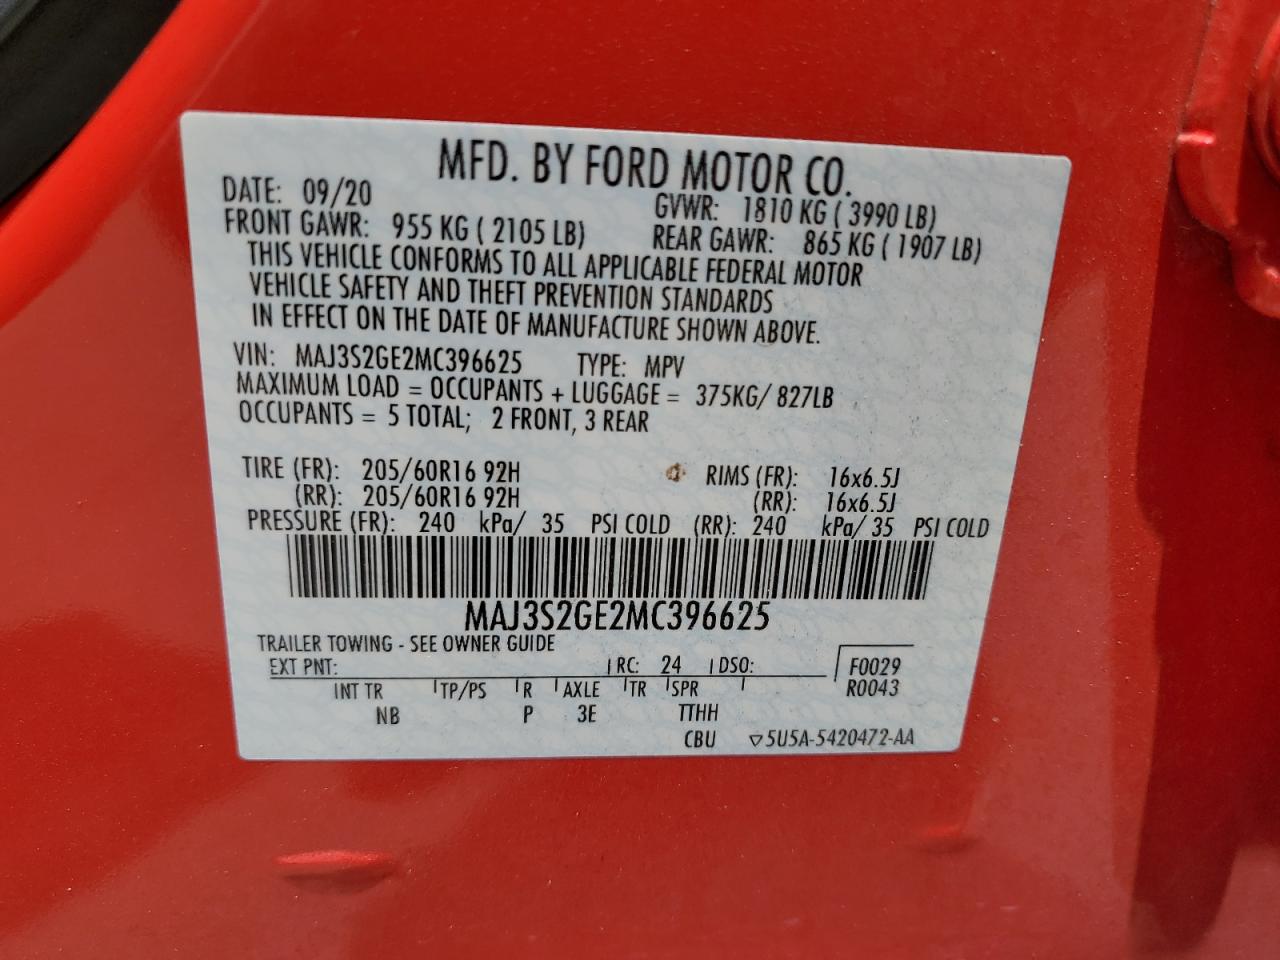 MFD. BY FORD MOTOR CO.
DATE: 09/20 GVWR: 1810 KG ( 3990 LB)
FRONT GAWR: 955 KG ( 2105 LB) REAR GAWR: 865 KG ( 1907 LB)
THIS VEHICLE CONFORMS TO ALL APPLICABLE FEDERAL MOTOR
VEHICLE SAFETY AND THEFT PREVENTION STANDARDS
IN EFFECT ON THE DATE OF MANUFACTURE SHOWN ABOVE.
VIN: MAJ3S2GE2MC396625 TYPE: MPV
MAXIMUM LOAD = OCCUPANTS + LUGGAGE = 375KG/ 827LB
OCCUPANTS = 5 TOTAL; 2 FRONT, 3 REAR
TIRE (FR): 205/60R16 92H RIMS (FR): 16x6.5J
(RR): 205/60R16 92H (RR): 16x6.5J
PRESSURE (FR): 240 kPa/ 35 PSI COLD (RR): 240 kPa/ 35 PSI COLD
MAJ3S2GE2MC396625
TRAILER TOWING - SEE OWNER GUIDE
EXT PNT: RC: 24 DSO: F0029
INT TR TP/PS R AXLE TR SPR R0043
NB P 3E TTHH
CBU ▽5U5A-5420472-AA